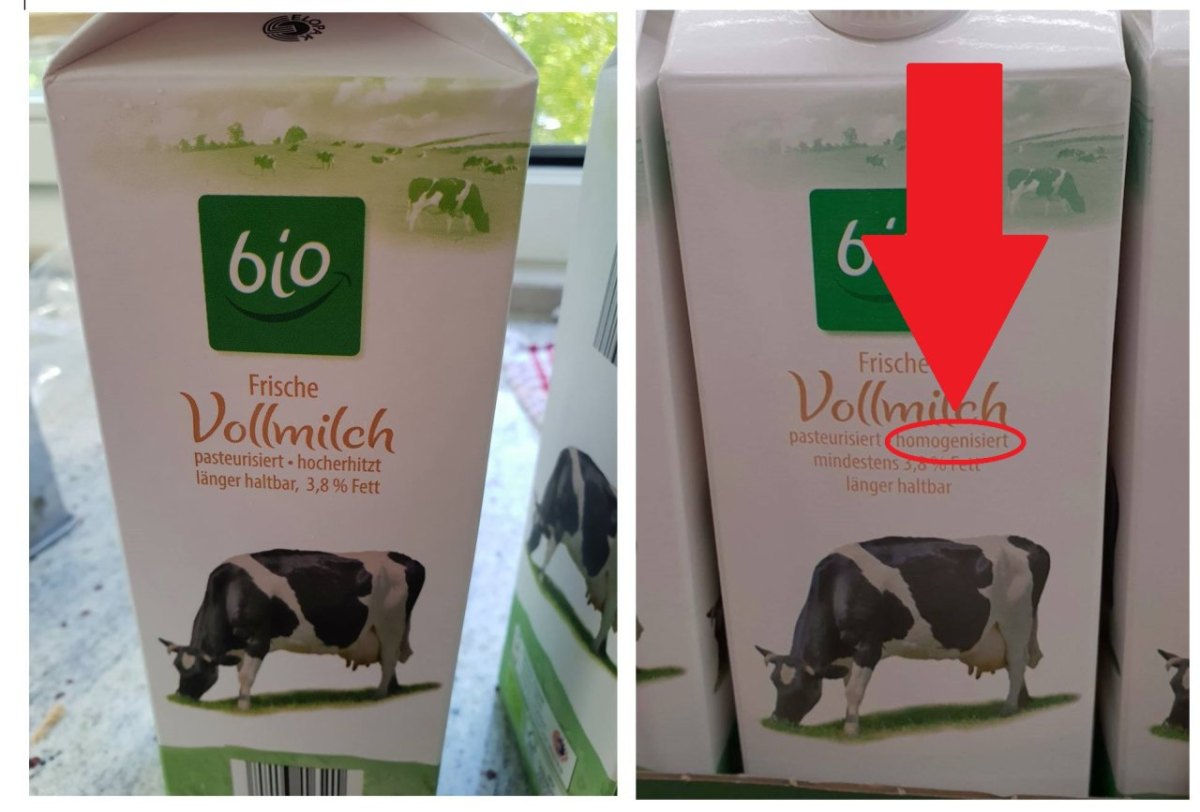 ELOPAK
bio
Frische
Vollmilch
pasteurisiert • hocherhitzt
länger haltbar, 3,8 % Fett
Frische
Vollmilch
pasteurisiert homogenisiert
mindestens 3,8 % Fett
länger haltbar